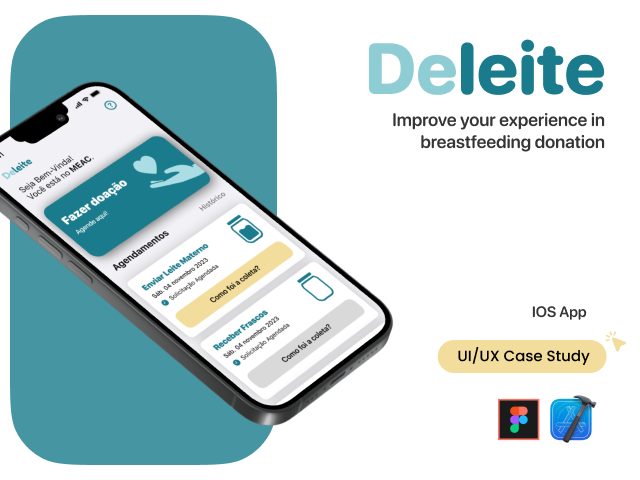 Deleite
Improve your experience in
breastfeeding donation
IOS App
UI/UX Case Study
Deleite
Seja Bem-Vinda!
Você está no MEAC.
Fazer doação
Agende aqui!
Agendamentos
Histórico
Enviar Leite Materno
Sáb, 04 novembro 2023
Solicitação Agendada
Como foi a coleta?
Receber Frascos
Sáb, 04 novembro 2023
Solicitação Agendada
Como foi a coleta?